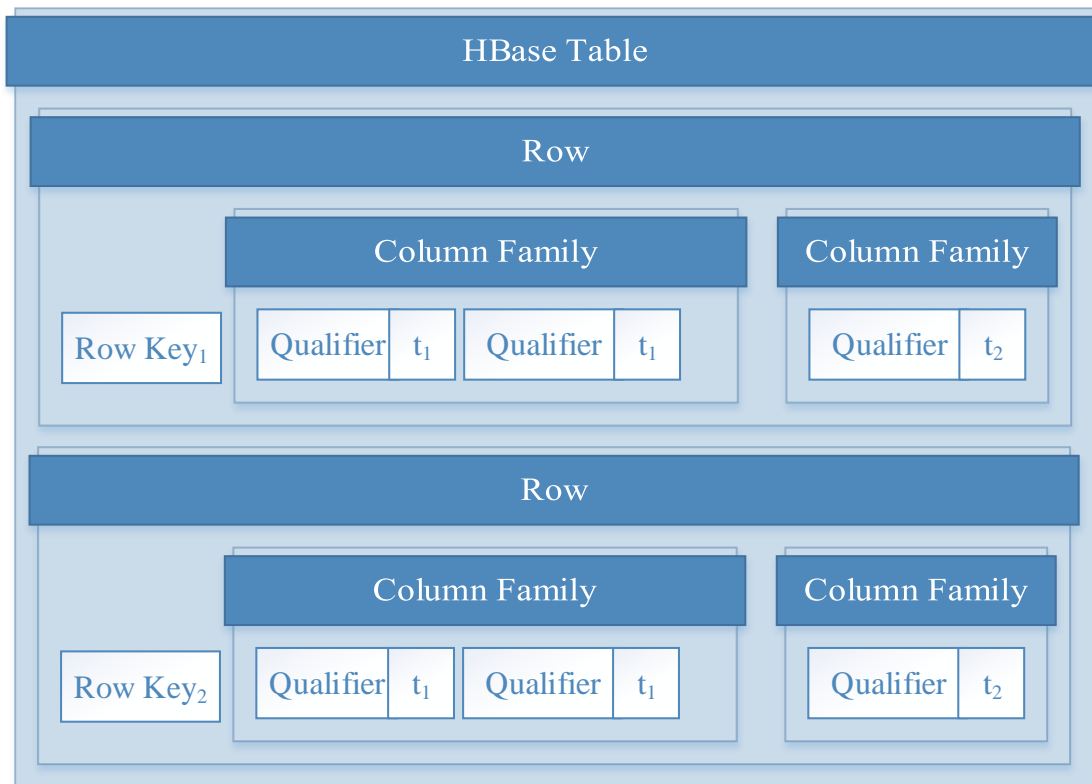 HBase Table
Row
Column Family Column Family
Row Key₁ Qualifier t₁ Qualifier t₁ Qualifier t₂
Row
Column Family Column Family
Row Key₂ Qualifier t₁ Qualifier t₁ Qualifier t₂